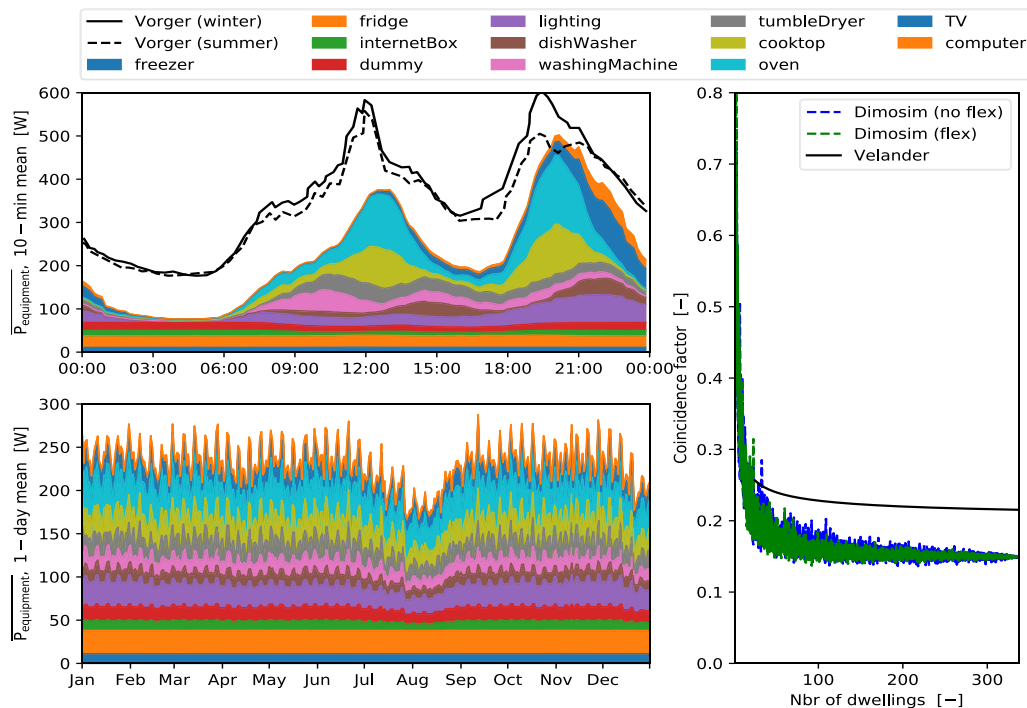 Vorger (winter) fridge lighting tumbleDryer TV
Vorger (summer) internetBox dishWasher cooktop computer
freezer dummy washingMachine oven
P̅equipment, 10−min mean [W]
600
500
400
300
200
100
0
00:00 03:00 06:00 09:00 12:00 15:00 18:00 21:00 00:00
P̅equipment, 1−day mean [W]
300
250
200
150
100
50
0
Jan Feb Mar Apr May Jun Jul Aug Sep Oct Nov Dec
Dimosim (no flex)
Dimosim (flex)
Velander
Coincidence factor [−]
0.8
0.7
0.6
0.5
0.4
0.3
0.2
0.1
0.0
100 200 300
Nbr of dwellings [−]